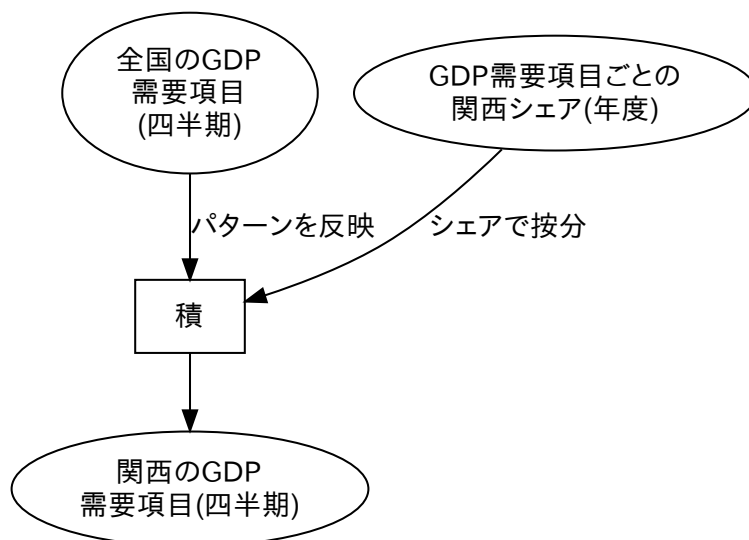 全国のGDP
需要項目
(四半期)
GDP需要項目ごとの
関西シェア(年度)
パターンを反映
シェアで按分
積
関西のGDP
需要項目(四半期)